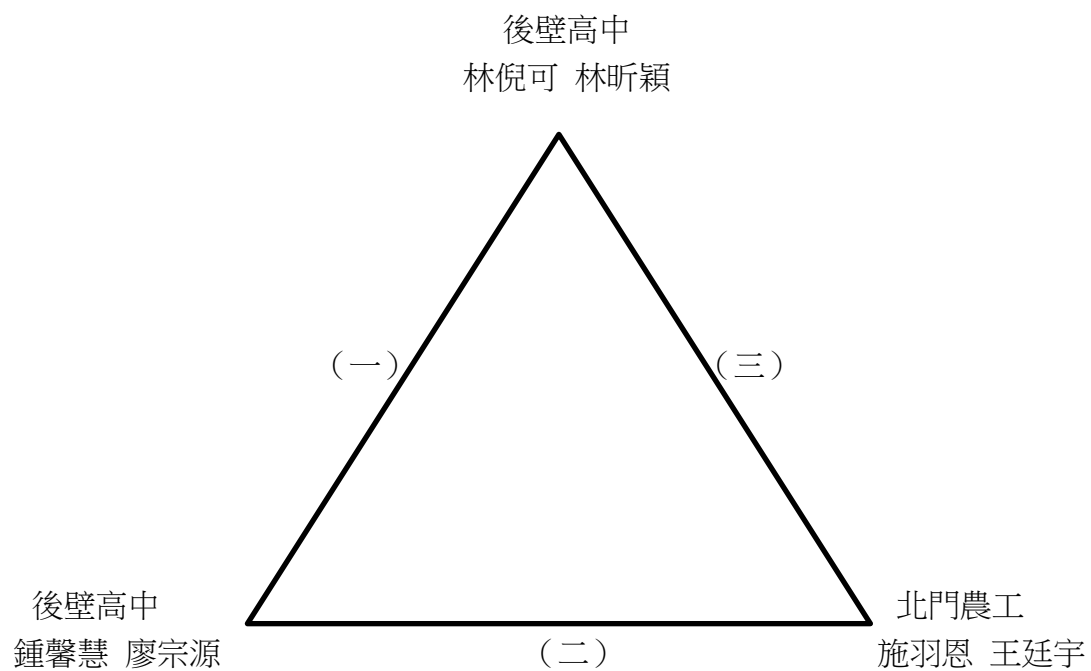 後壁高中
林倪可 林昕穎
（一）
（三）
後壁高中
鍾馨慧 廖宗源
（二）
北門農工
施羽恩 王廷宇